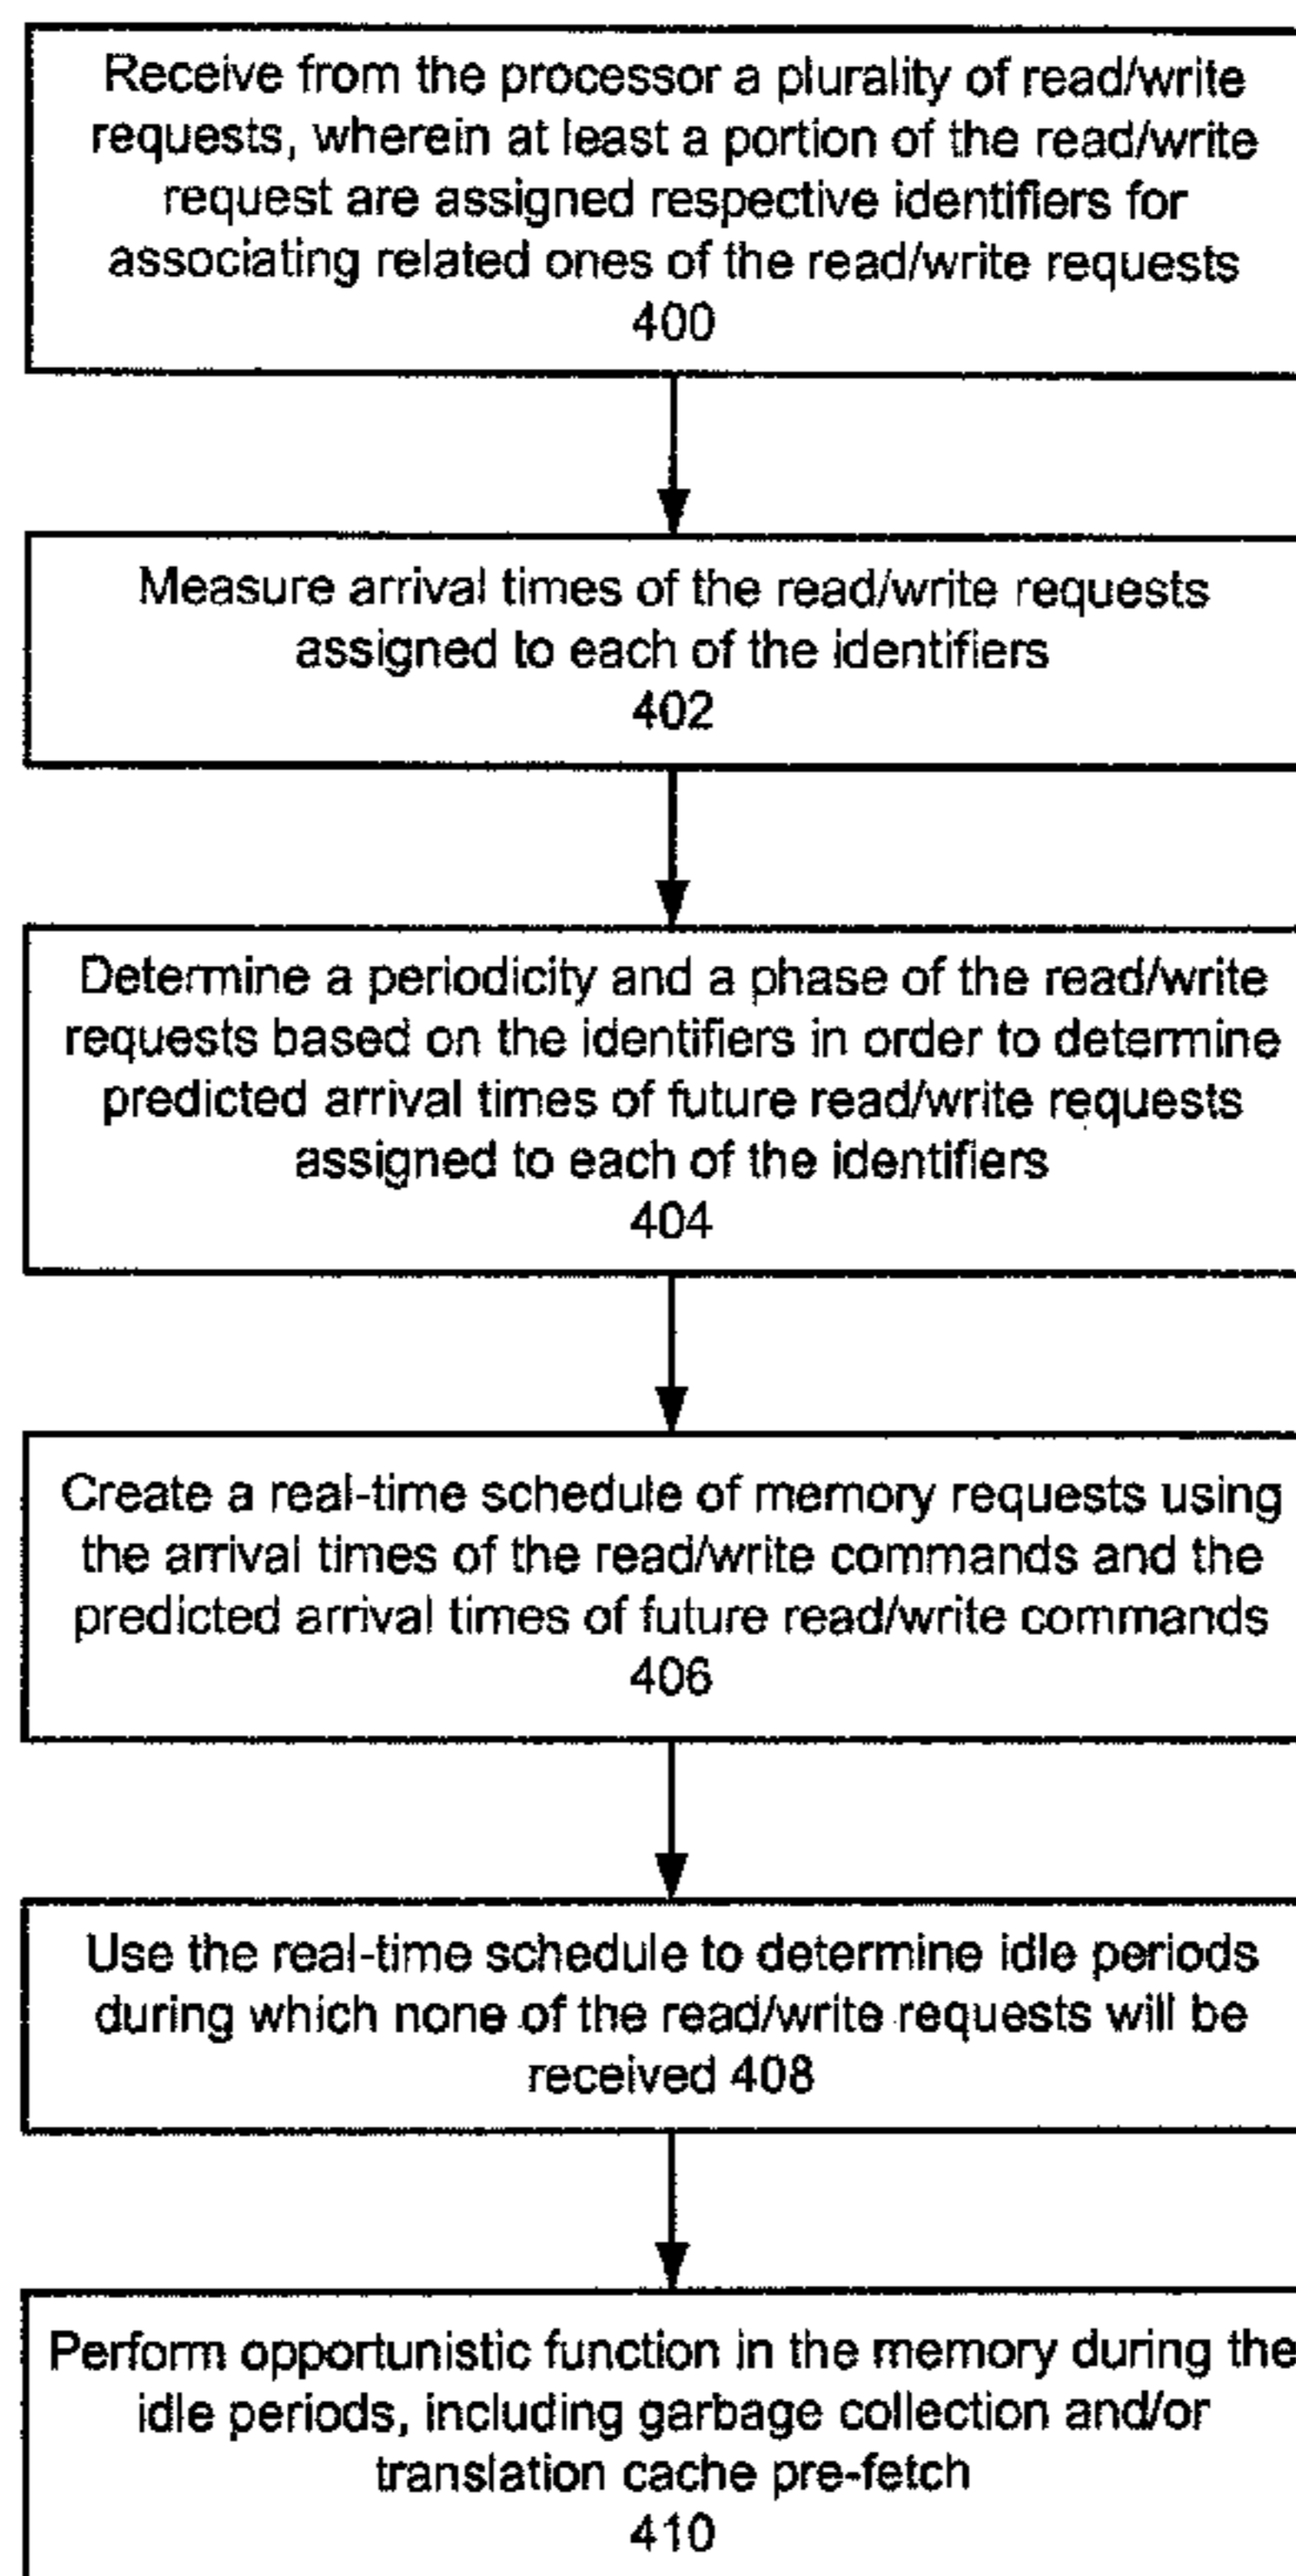 Receive from the processor a plurality of read/write
requests, wherein at least a portion of the read/write
request are assigned respective identifiers for
associating related ones of the read/write requests
400
Measure arrival times of the read/write requests
assigned to each of the identifiers
402
Determine a periodicity and a phase of the read/write
requests based on the identifiers in order to determine
predicted arrival times of future read/write requests
assigned to each of the identifiers
404
Create a real-time schedule of memory requests using
the arrival times of the read/write commands and the
predicted arrival times of future read/write commands
406
Use the real-time schedule to determine idle periods
during which none of the read/write requests will be
received 408
Perform opportunistic function in the memory during the
idle periods, including garbage collection and/or
translation cache pre-fetch
410